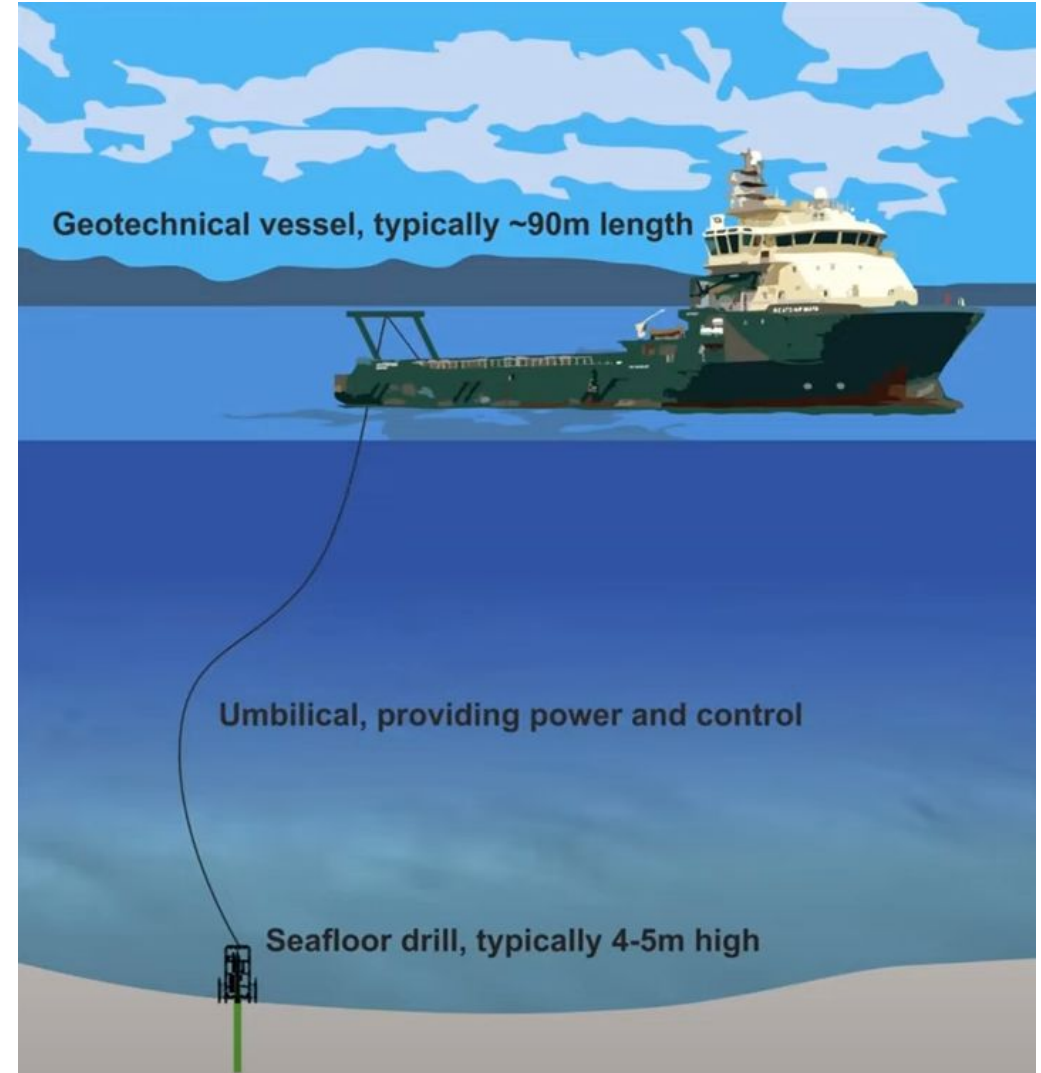 Geotechnical vessel, typically ~90m length
Umbilical, providing power and control
Seafloor drill, typically 4-5m high